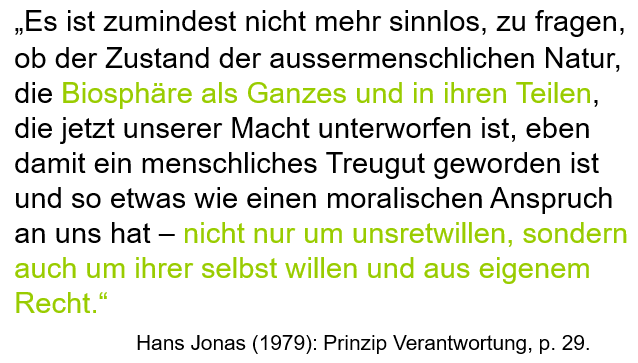 „Es ist zumindest nicht mehr sinnlos, zu fragen,
ob der Zustand der aussermenschlichen Natur,
die Biosphäre als Ganzes und in ihren Teilen,
die jetzt unserer Macht unterworfen ist, eben
damit ein menschliches Treugut geworden ist
und so etwas wie einen moralischen Anspruch
an uns hat – nicht nur um unsretwillen, sondern
auch um ihrer selbst willen und aus eigenem
Recht.“
Hans Jonas (1979): Prinzip Verantwortung, p. 29.